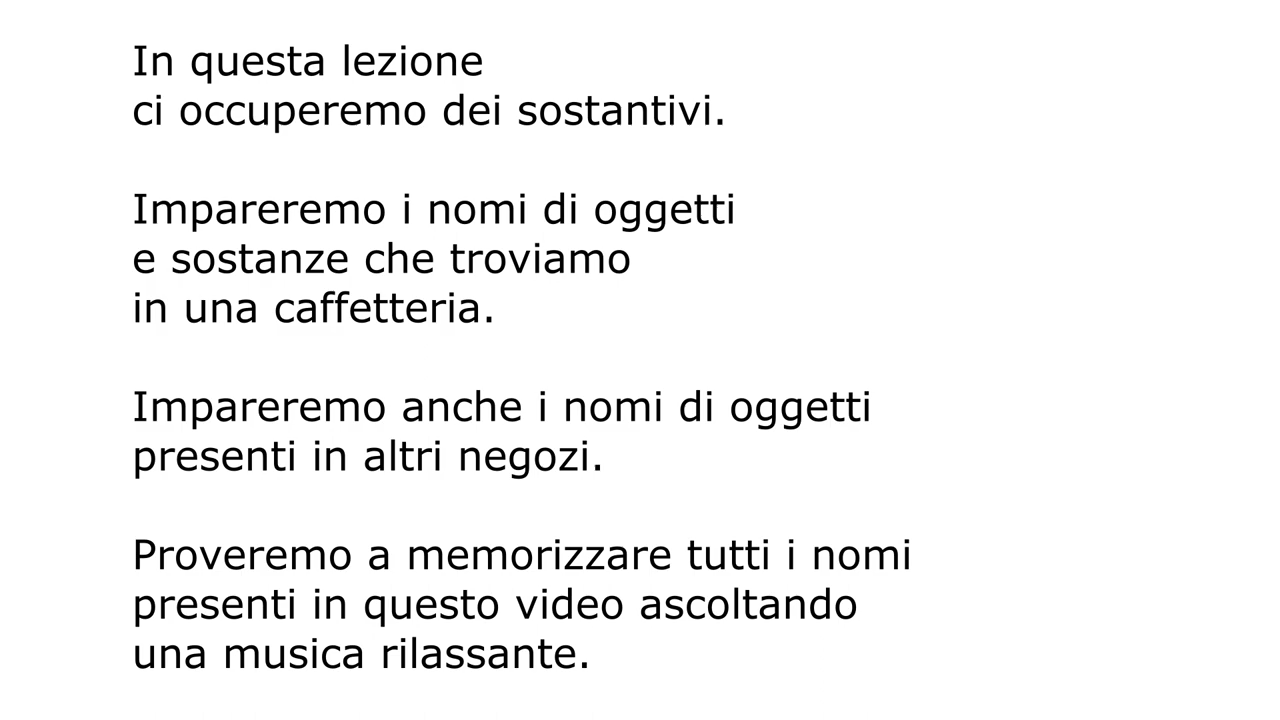 In questa lezione
ci occuperemo dei sostantivi.
Impareremo i nomi di oggetti
e sostanze che troviamo
in una caffetteria.
Impareremo anche i nomi di oggetti
presenti in altri negozi.
Proveremo a memorizzare tutti i nomi
presenti in questo video ascoltando
una musica rilassante.